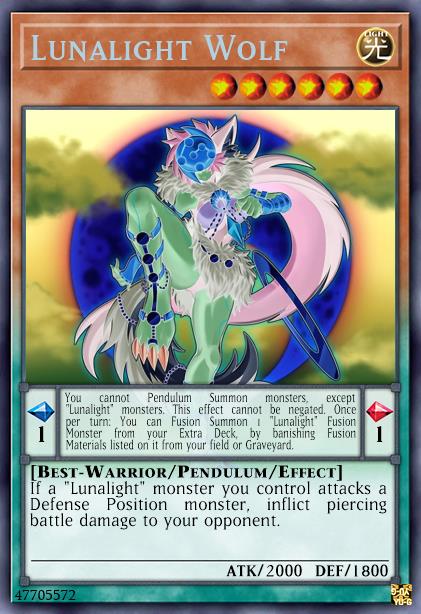 Lunalight Wolf
LIGHT
光
You cannot Pendulum Summon monsters, except
"Lunalight" monsters. This effect cannot be negated. Once
per turn: You can Fusion Summon 1 "Lunalight" Fusion
Monster from your Extra Deck, by banishing Fusion
Materials listed on it from your field or Graveyard.
1
1
[Best-Warrior/Pendulum/Effect]
If a "Lunalight" monster you control attacks a
Defense Position monster, inflict piercing
battle damage to your opponent.
ATK/2000 DEF/1800
47705572